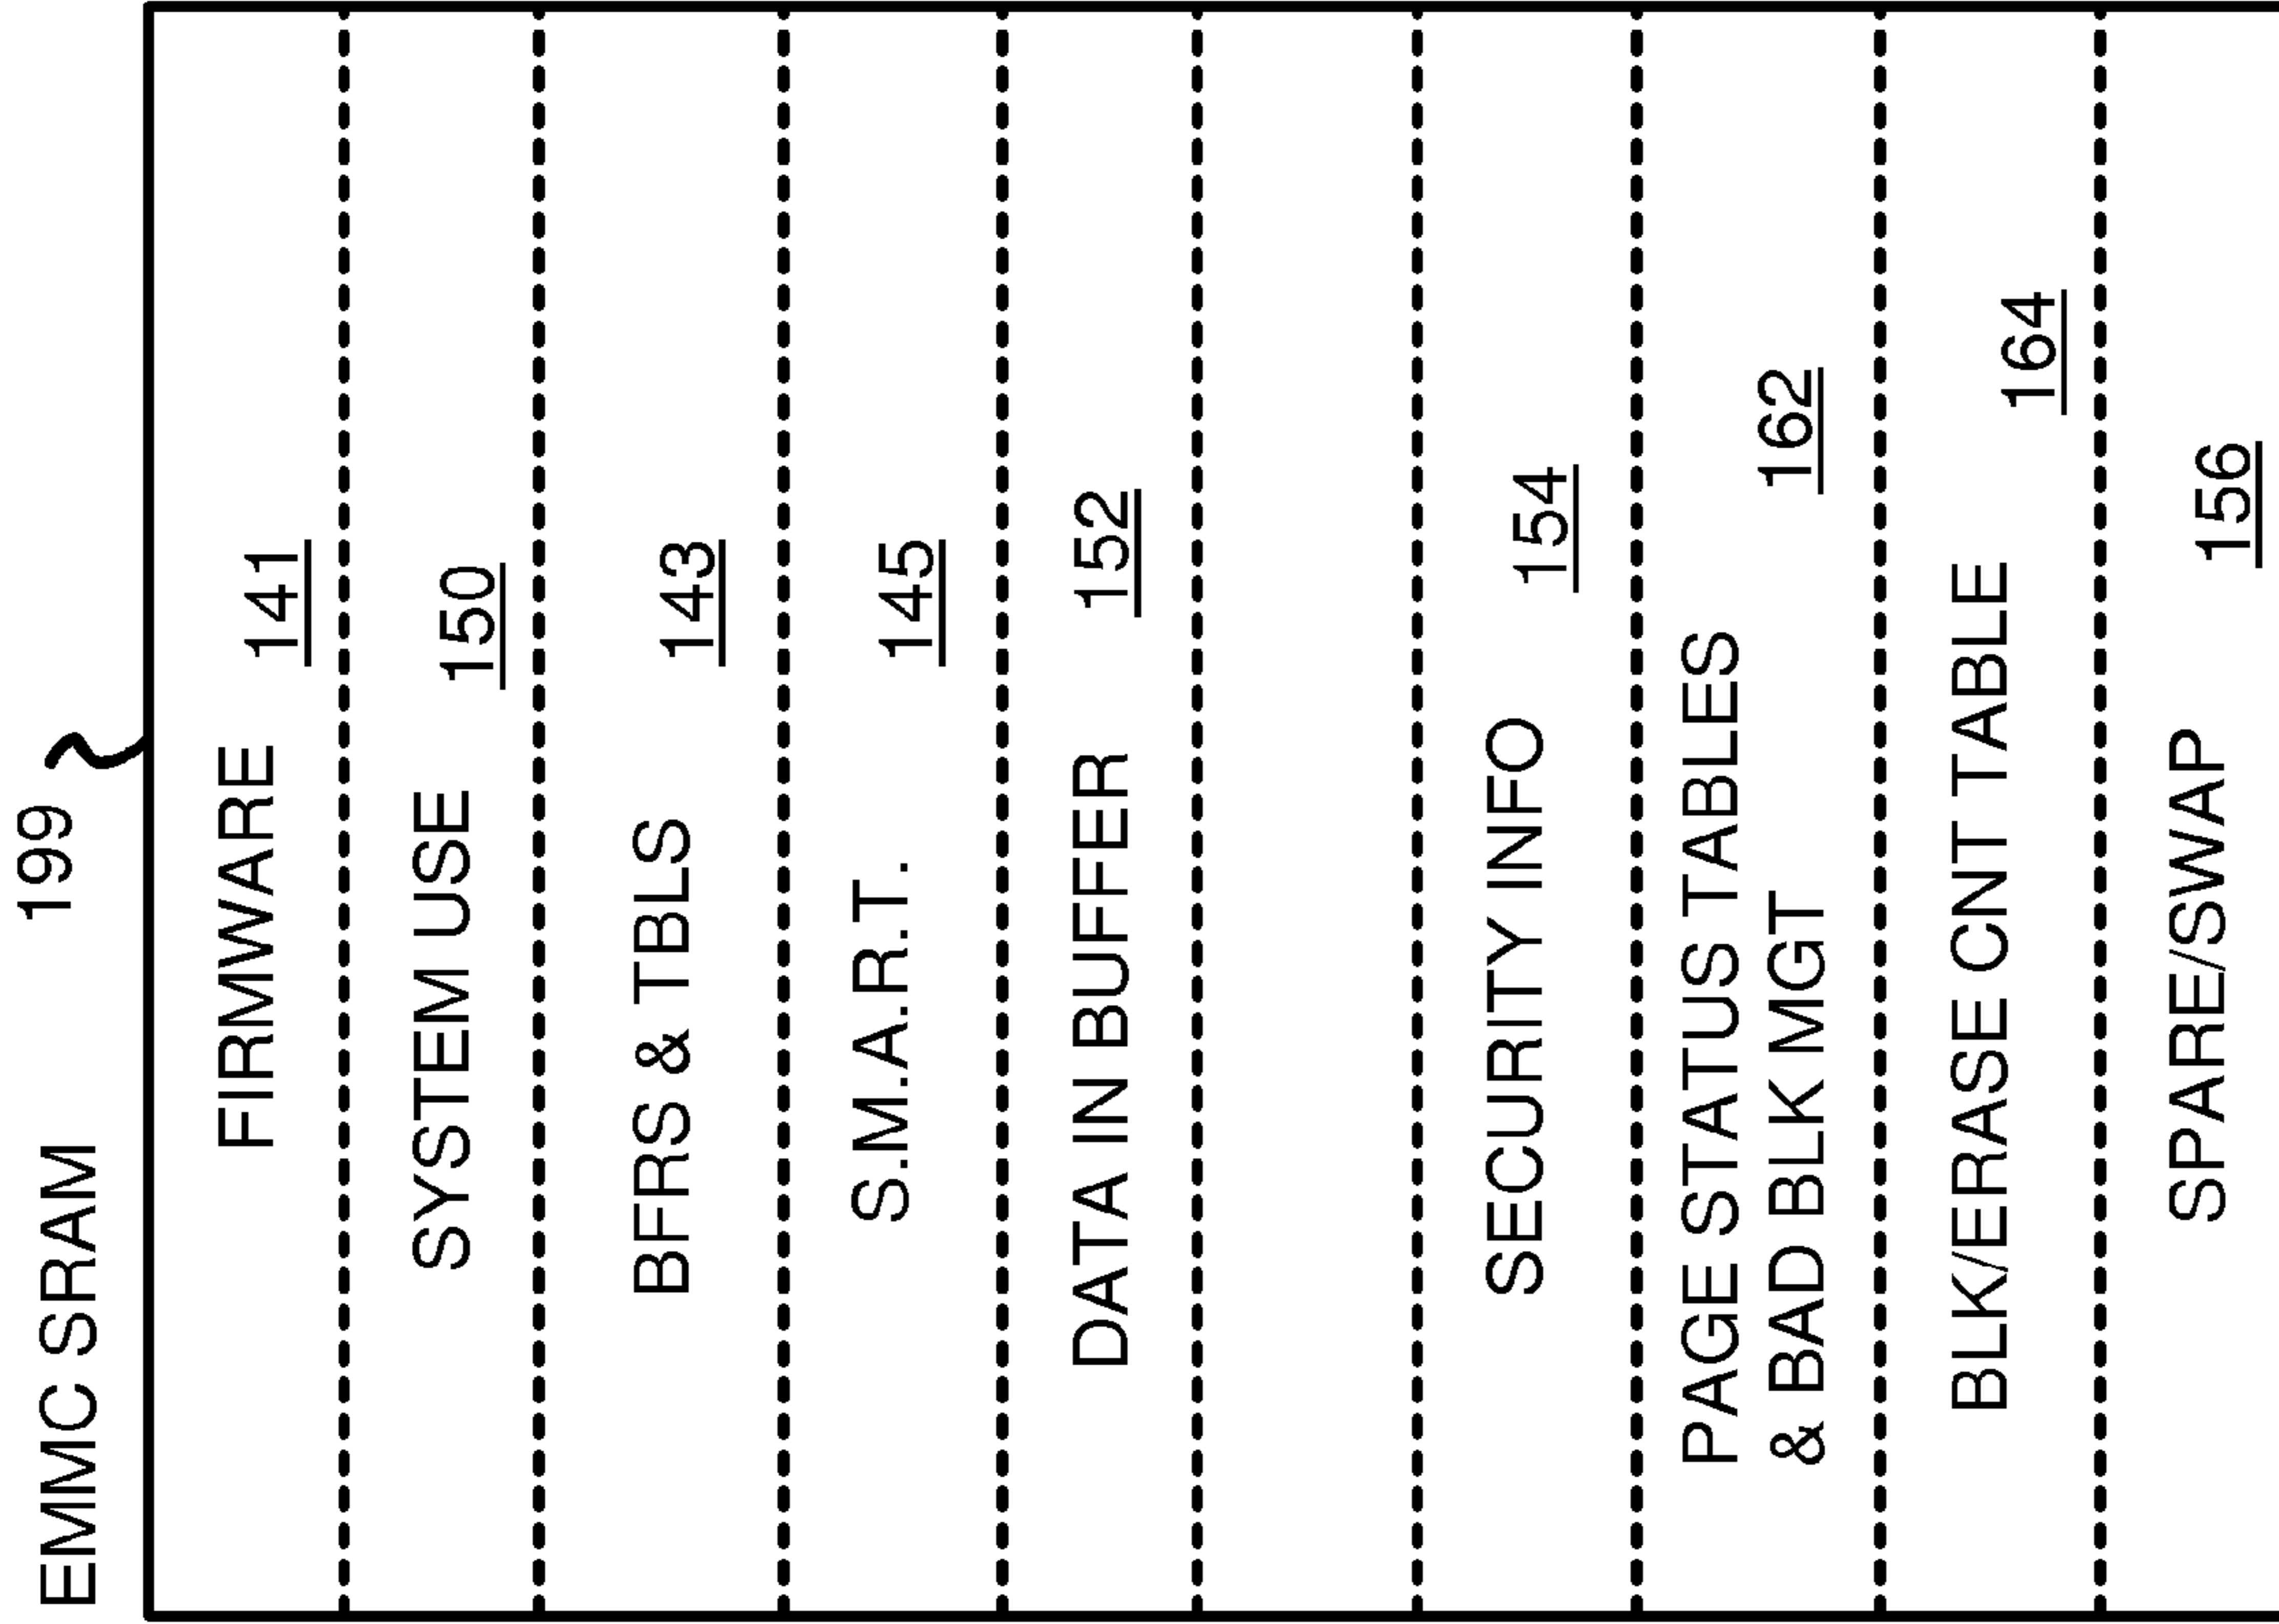 EMMC SRAM 199
FIRMWARE 141
SYSTEM USE 150
BFRS & TBLS 143
S.M.A.R.T. 145
DATA IN BUFFER 152
SECURITY INFO 154
PAGE STATUS TABLES
& BAD BLK MGT 162
BLK/ERASE CNT TABLE 164
SPARE/SWAP 156